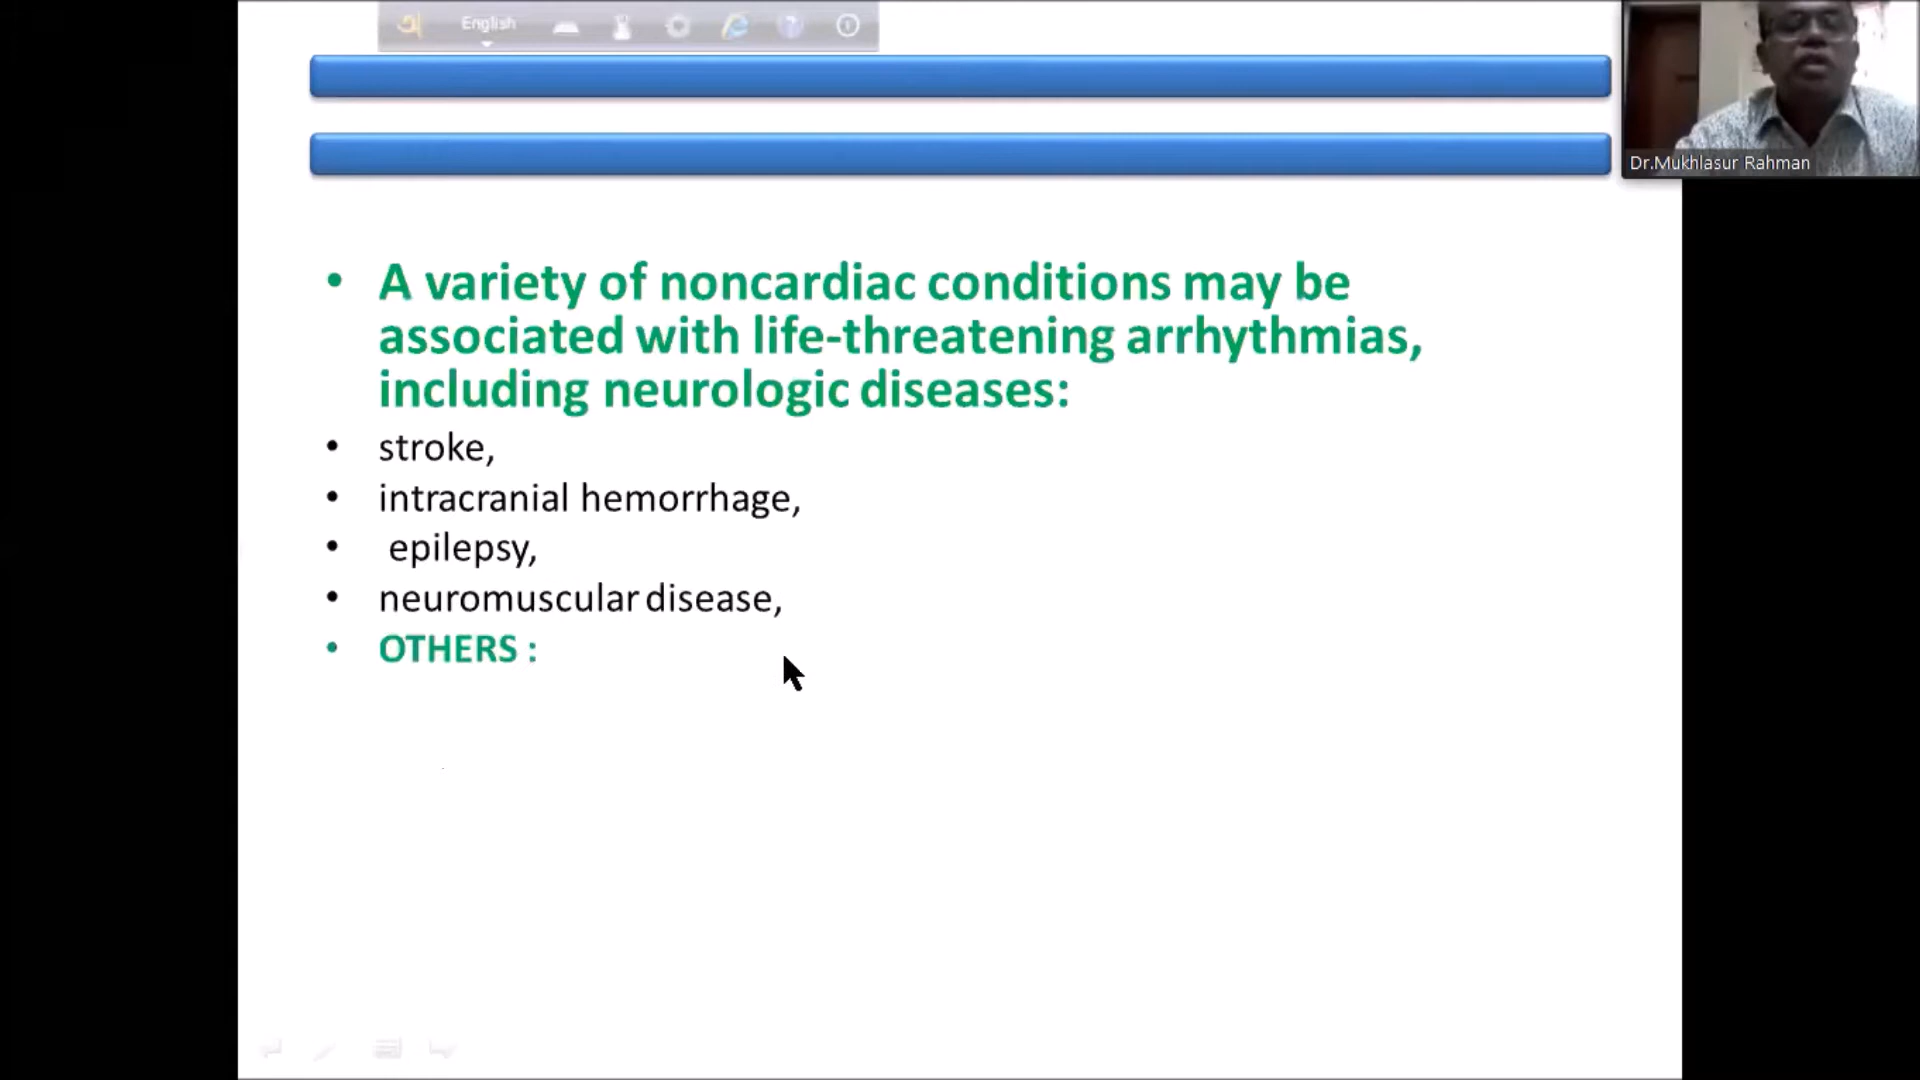 English
Dr.Mukhlasur Rahman
• A variety of noncardiac conditions may be
associated with life-threatening arrhythmias,
including neurologic diseases:
• stroke,
• intracranial hemorrhage,
• epilepsy,
• neuromuscular disease,
• OTHERS :